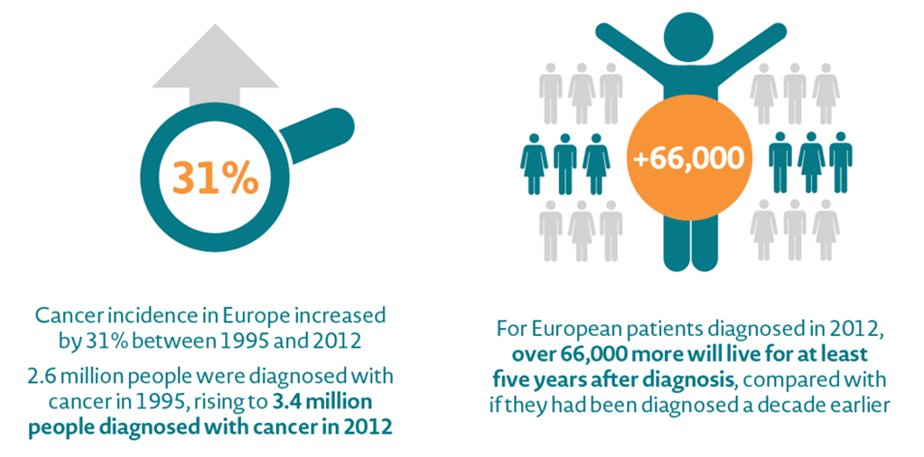 31%
Cancer incidence in Europe increased
by 31% between 1995 and 2012
2.6 million people were diagnosed with
cancer in 1995, rising to 3.4 million
people diagnosed with cancer in 2012
+66,000
For European patients diagnosed in 2012,
over 66,000 more will live for at least
five years after diagnosis, compared with
if they had been diagnosed a decade earlier